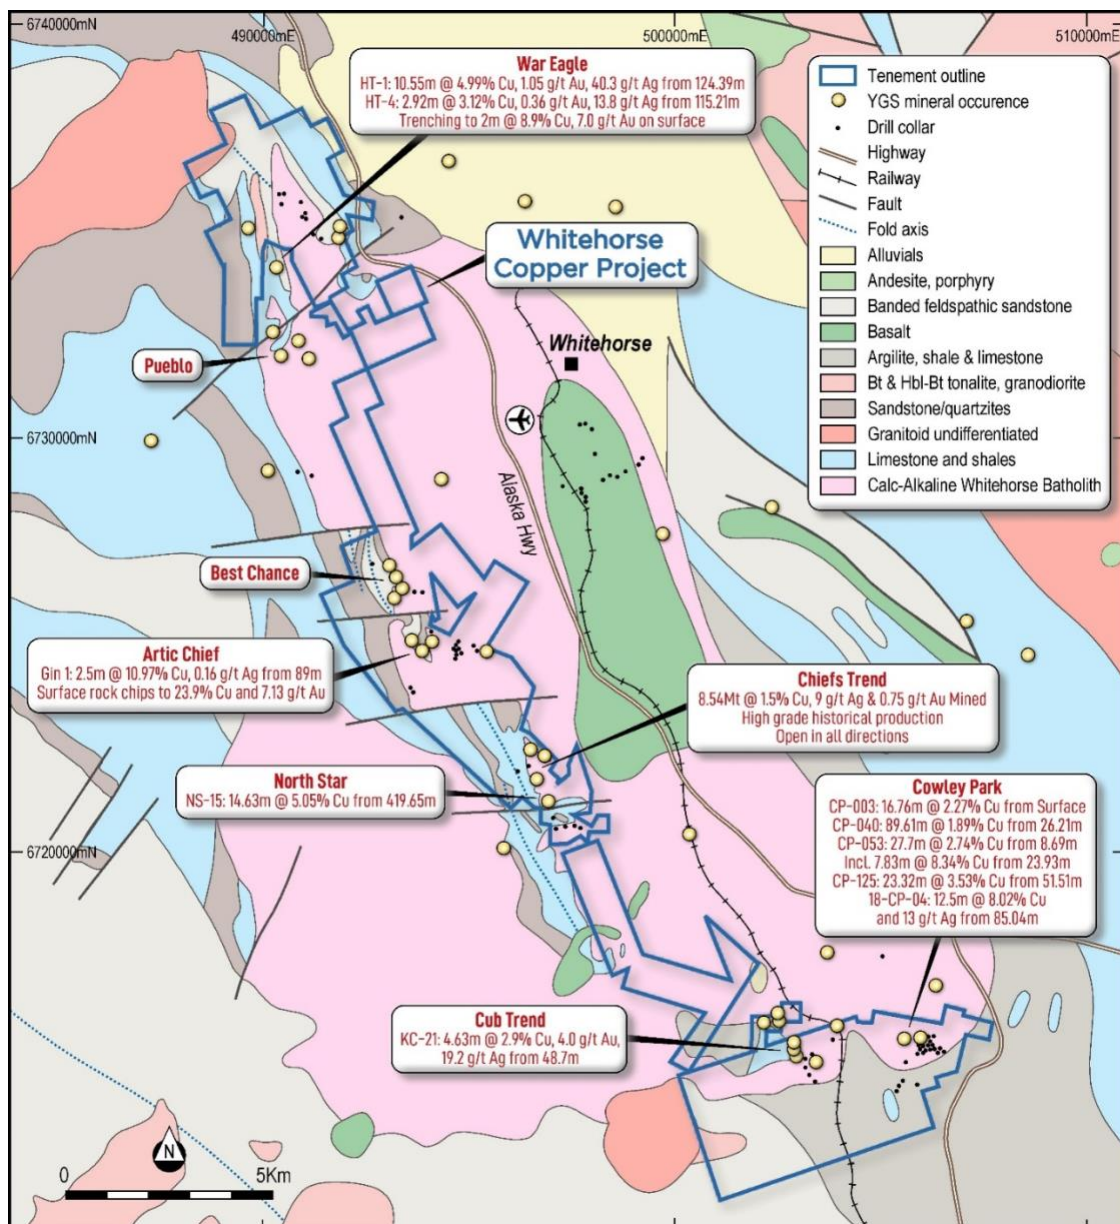 6740000mN
490000mE
500000mE
510000mE
War Eagle
HT-1: 10.55m @ 4.99% Cu, 1.05 g/t Au, 40.3 g/t Ag from 124.39m
HT-4: 2.92m @ 3.12% Cu, 0.36 g/t Au, 13.8 g/t Ag from 115.21m
Trenching to 2m @ 8.9% Cu, 7.0 g/t Au on surface
Tenement outline
YGS mineral occurence
Drill collar
Highway
Railway
Fault
Fold axis
Alluvials
Andesite, porphyry
Banded feldspathic sandstone
Basalt
Argilite, shale & limestone
Bt & Hbl-Bt tonalite, granodiorite
Sandstone/quartzites
Granitoid undifferentiated
Limestone and shales
Calc-Alkaline Whitehorse Batholith
Whitehorse
Copper Project
Whitehorse
Pueblo
6730000mN
Alaska Hwy
Best Chance
Artic Chief
Gin 1: 2.5m @ 10.97% Cu, 0.16 g/t Ag from 89m
Surface rock chips to 23.9% Cu and 7.13 g/t Au
Chiefs Trend
8.54Mt @ 1.5% Cu, 9 g/t Ag & 0.75 g/t Au Mined
High grade historical production
Open in all directions
North Star
NS-15: 14.63m @ 5.05% Cu from 419.65m
Cowley Park
CP-003: 16.76m @ 2.27% Cu from Surface
CP-040: 89.61m @ 1.89% Cu from 26.21m
CP-053: 27.7m @ 2.74% Cu from 8.69m
Incl. 7.83m @ 8.34% Cu from 23.93m
CP-125: 23.32m @ 3.53% Cu from 51.51m
18-CP-04: 12.5m @ 8.02% Cu
and 13 g/t Ag from 85.04m
6720000mN
Cub Trend
KC-21: 4.63m @ 2.9% Cu, 4.0 g/t Au,
19.2 g/t Ag from 48.7m
N
0
5Km